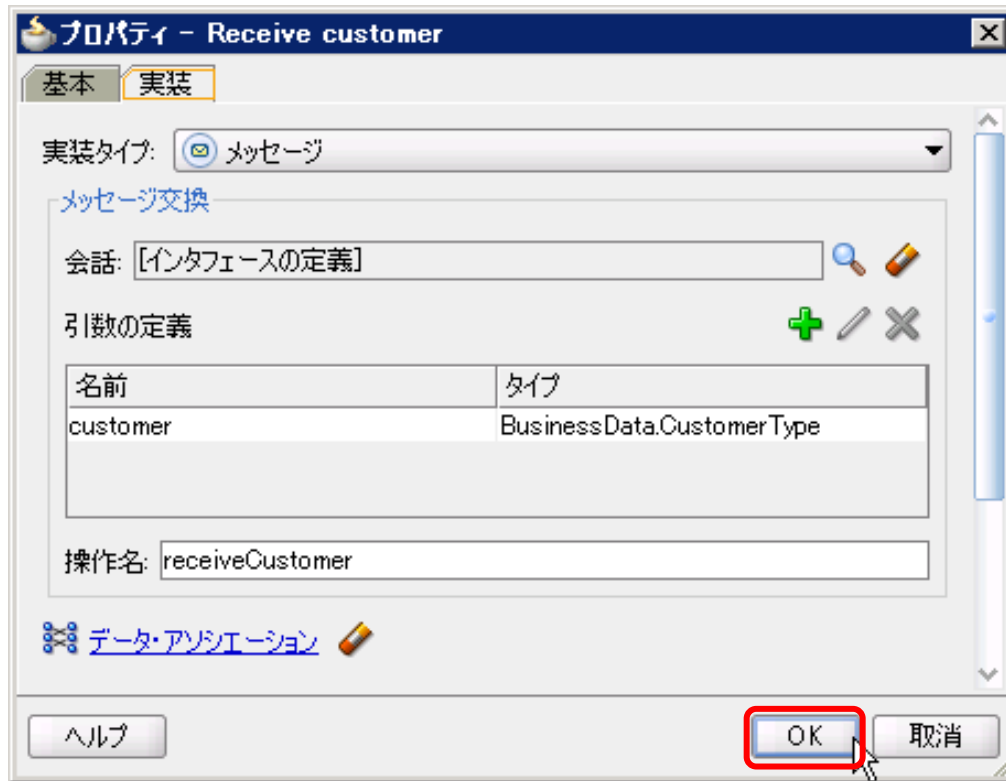 プロパティ - Receive customer
基本 実装
実装タイプ: メッセージ
メッセージ交換
会話: [インタフェースの定義]
引数の定義
名前 タイプ
customer BusinessData.CustomerType
操作名: receiveCustomer
データ・アソシエーション
ヘルプ OK 取消